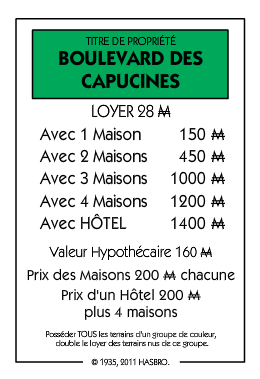 TITRE DE PROPRIÉTÉ
BOULEVARD DES
CAPUCINES
LOYER 28 ₩
Avec 1 Maison 150 ₩
Avec 2 Maisons 450 ₩
Avec 3 Maisons 1000 ₩
Avec 4 Maisons 1200 ₩
Avec HÔTEL 1400 ₩
Valeur Hypothécaire 160 ₩
Prix des Maisons 200 ₩ chacune
Prix d'un Hôtel 200 ₩
plus 4 maisons
Posséder TOUS les terrains d'un groupe de couleur,
double le loyer des terrains nus de ce groupe.
© 1935, 2011 HASBRO.